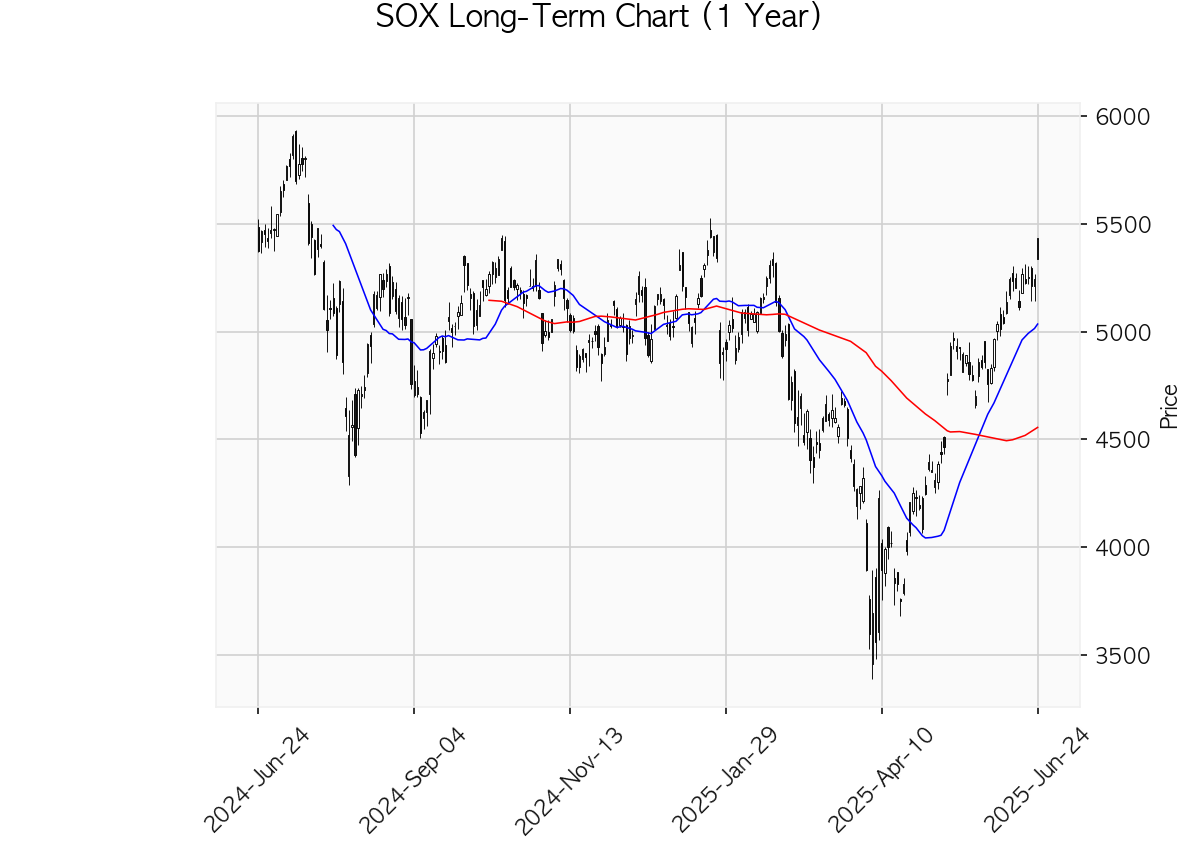 SOX Long-Term Chart (1 Year)
6000
5500
5000
4500
4000
3500
Price
2024-Jun-24
2024-Sep-04
2024-Nov-13
2025-Jan-29
2025-Apr-10
2025-Jun-24